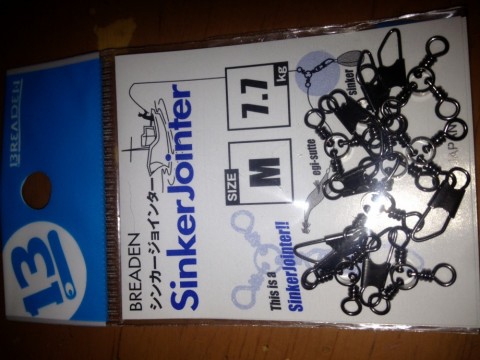 BREADEN
13
BREADEN
シンカージョインター
SinkerJointer
SIZE
M
7.7
kg
sinker
egi-sutte
This is a
SinkerJointer!!
JAPAN